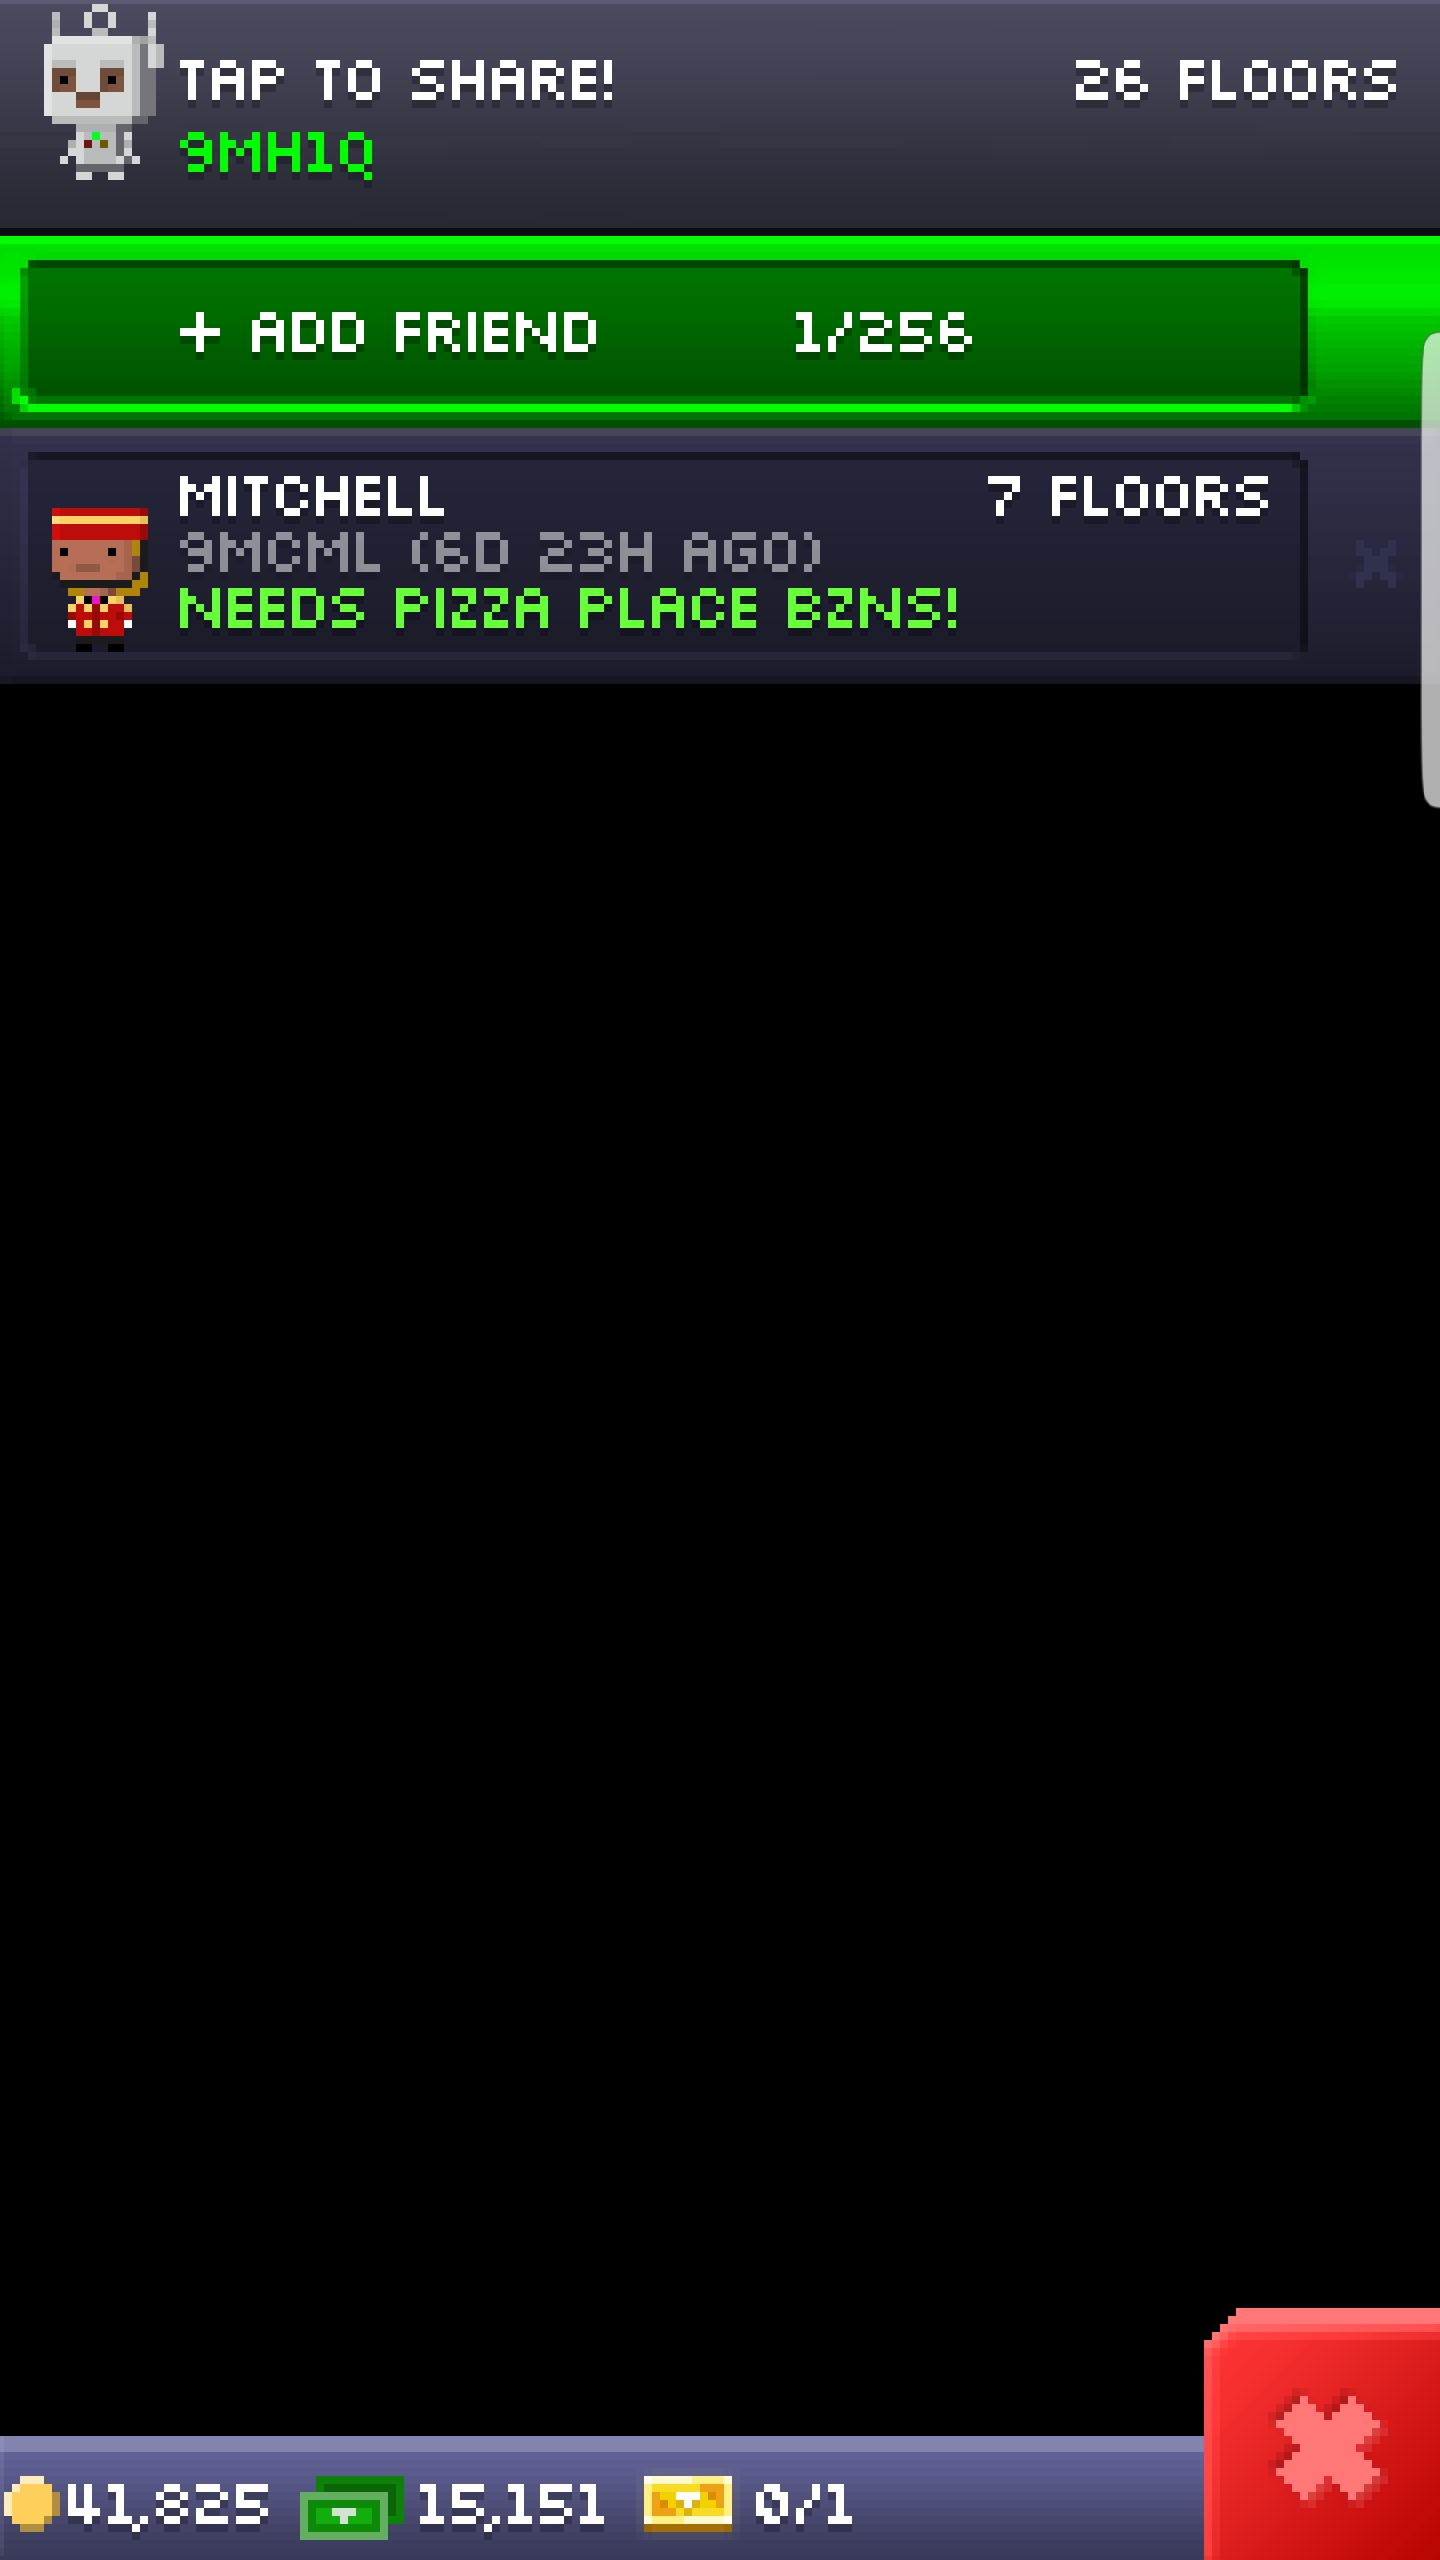 TAP TO SHARE!
26 FLOORS
9MH1Q
+ ADD FRIEND 1/256
MITCHELL
7 FLOORS
9MCML (6D 23H AGO)
NEEDS PIZZA PLACE BZNS!
41,825 15,151 0/1